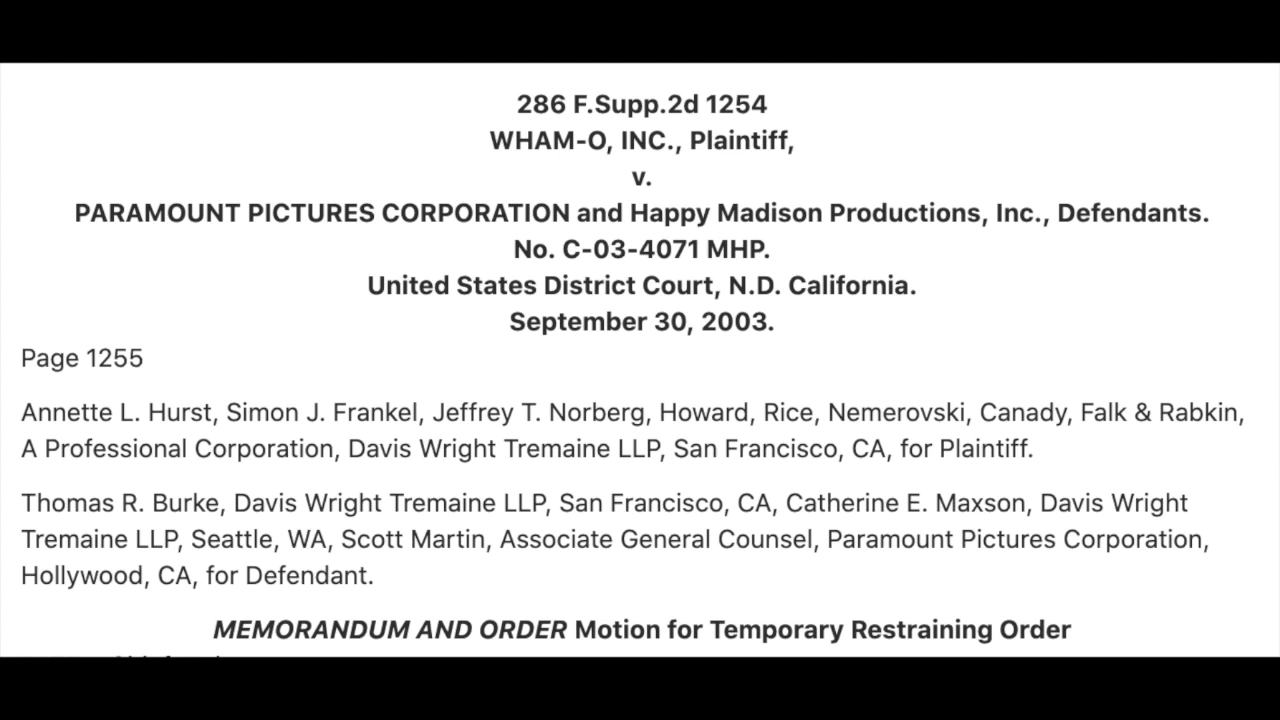 286 F.Supp.2d 1254
WHAM-O, INC., Plaintiff,
v.
PARAMOUNT PICTURES CORPORATION and Happy Madison Productions, Inc., Defendants.
No. C-03-4071 MHP.
United States District Court, N.D. California.
September 30, 2003.
Page 1255
Annette L. Hurst, Simon J. Frankel, Jeffrey T. Norberg, Howard, Rice, Nemerovski, Canady, Falk & Rabkin,
A Professional Corporation, Davis Wright Tremaine LLP, San Francisco, CA, for Plaintiff.
Thomas R. Burke, Davis Wright Tremaine LLP, San Francisco, CA, Catherine E. Maxson, Davis Wright
Tremaine LLP, Seattle, WA, Scott Martin, Associate General Counsel, Paramount Pictures Corporation,
Hollywood, CA, for Defendant.
MEMORANDUM AND ORDER Motion for Temporary Restraining Order